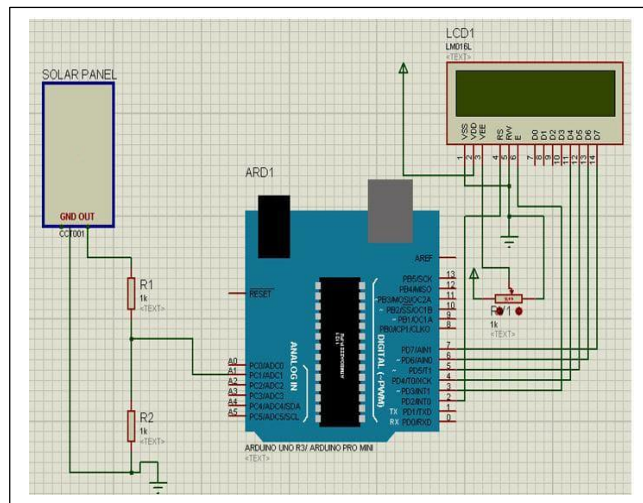 LCD1
LM016L
<TEXT>
SOLAR PANEL
VSS VDD VEE RS RW E D0 D1 D2 D3 D4 D5 D6 D7
1 2 3 4 5 6 7 8 9 10 11 12 13 14
ARD1
GND OUT
CCT001
R1
1k
<TEXT>
RESET
AREF
PB5/SCK 13
PB4/MISO 12
~PB3/MOSI/OC2A 11
~PB2/SS/OC1B 10
~PB1/OC1A 9
PB0/ICP1/CLKO 8
1k
<TEXT>
ANALOG IN
DIGITAL (~PWM)
A0 PC0/ADC0
A1 PC1/ADC1
A2 PC2/ADC2
A3 PC3/ADC3
A4 PC4/ADC4/SDA
A5 PC5/ADC5/SCL
PD7/AIN1 7
~PD6/AIN0 6
~PD5/T1 5
PD4/T0/XCK 4
~PD3/INT1 3
PD2/INT0 2
TX PD1/TXD 1
RX PD0/RXD 0
R2
1k
<TEXT>
ARDUINO UNO R3/ ARDUINO PRO MINI
<TEXT>